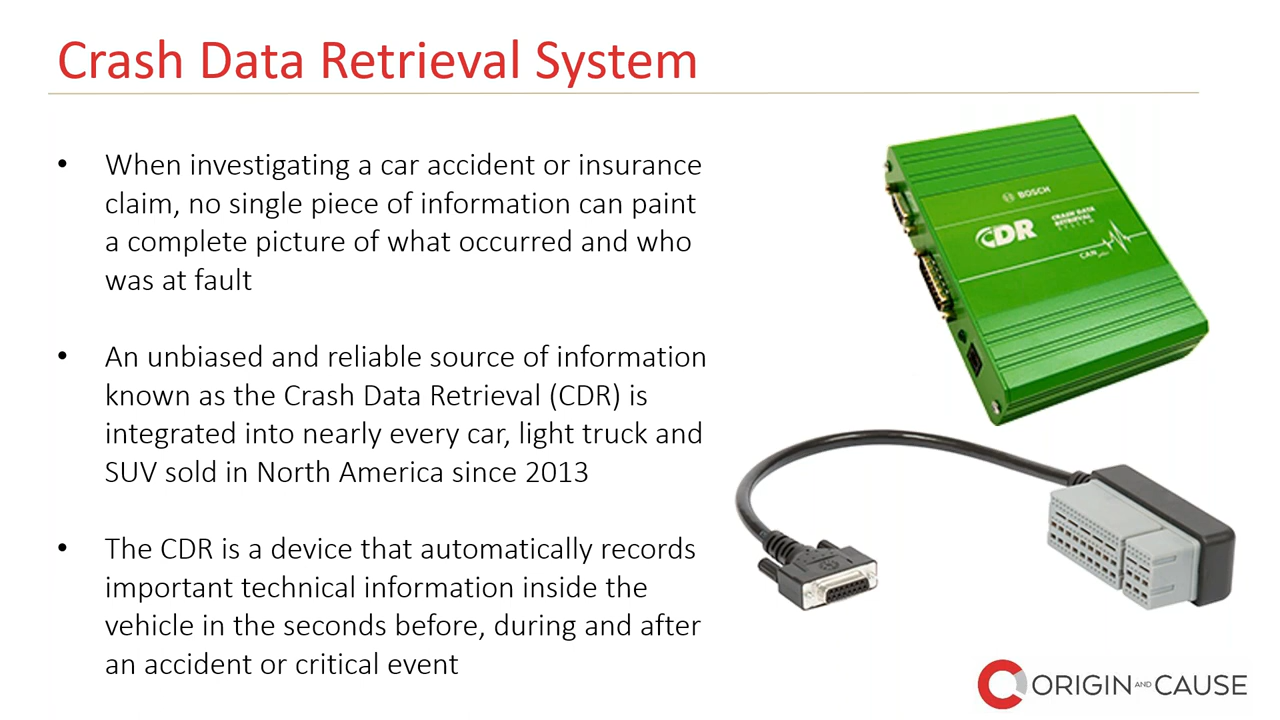 Crash Data Retrieval System
• When investigating a car accident or insurance
claim, no single piece of information can paint
a complete picture of what occurred and who
was at fault
• An unbiased and reliable source of information
known as the Crash Data Retrieval (CDR) is
integrated into nearly every car, light truck and
SUV sold in North America since 2013
• The CDR is a device that automatically records
important technical information inside the
vehicle in the seconds before, during and after
an accident or critical event
BOSCH
CDR
CRASH DATA
RETRIEVAL
SYSTEM
CAN
ORIGIN AND CAUSE